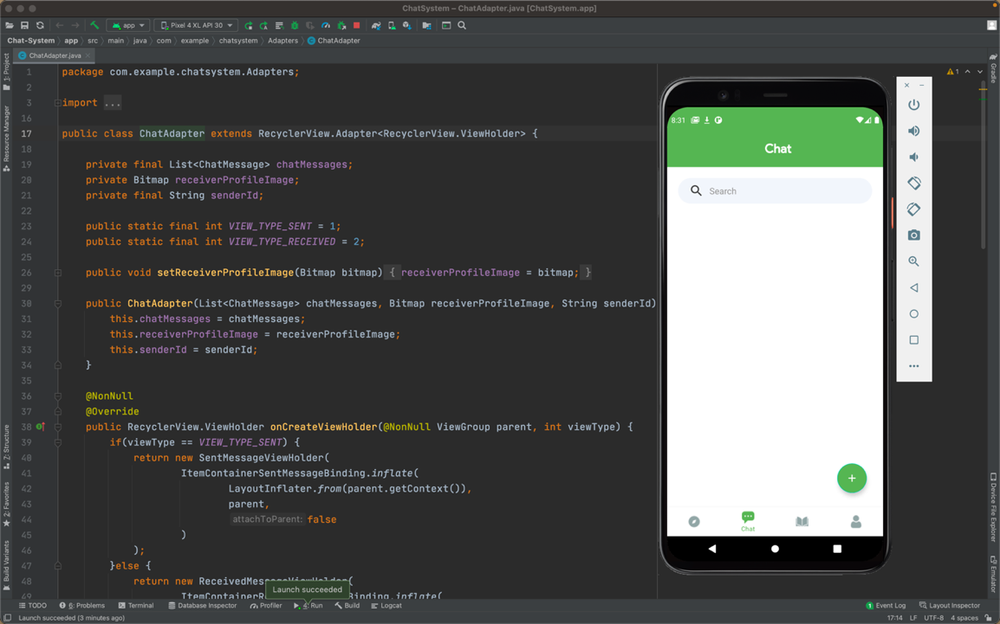 ChatSystem – ChatAdapter.java [ChatSystem.app]
app
Pixel 4 XL API 30
Chat-System
app
src
main
java
com
example
chatsystem
Adapters
ChatAdapter
ChatAdapter.java
1: Project
Resource Manager
Z: Structure
2: Favorites
Build Variants
Gradle
Device File Explorer
Emulator
1
1 package com.example.chatsystem.Adapters;
2
3 import ...
16
17 public class ChatAdapter extends RecyclerView.Adapter<RecyclerView.ViewHolder> {
18
19 private final List<ChatMessage> chatMessages;
20 private Bitmap receiverProfileImage;
21 private final String senderId;
22
23 public static final int VIEW_TYPE_SENT = 1;
24 public static final int VIEW_TYPE_RECEIVED = 2;
25
26 public void setReceiverProfileImage(Bitmap bitmap) { receiverProfileImage = bitmap; }
29
30 public ChatAdapter(List<ChatMessage> chatMessages, Bitmap receiverProfileImage, String senderId)
31 this.chatMessages = chatMessages;
32 this.receiverProfileImage = receiverProfileImage;
33 this.senderId = senderId;
34 }
35
36 @NonNull
37 @Override
38 public RecyclerView.ViewHolder onCreateViewHolder(@NonNull ViewGroup parent, int viewType) {
39 if(viewType == VIEW_TYPE_SENT) {
40 return new SentMessageViewHolder(
41 ItemContainerSentMessageBinding.inflate(
42 LayoutInflater.from(parent.getContext()),
43 parent,
44 attachToParent: false
45 )
46 );
47 }else {
48 return new ReceivedMessageViewHolder(
49 Binding.inflate(
Launch succeeded
8:31
Chat
Search
+
Chat
TODO
6: Problems
Terminal
Database Inspector
Profiler
Run
Build
Logcat
1 Event Log
Layout Inspector
Launch succeeded (3 minutes ago)
17:14 LF UTF-8 4 spaces